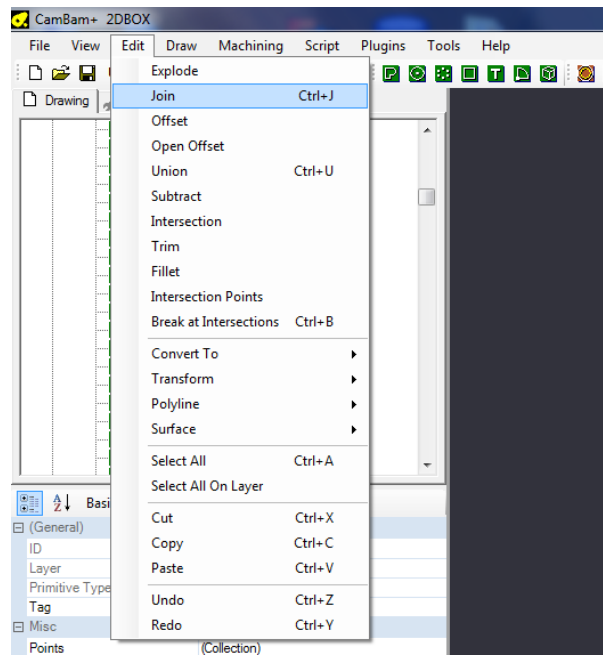 CamBam+ 2DBOX
File View Edit Draw Machining Script Plugins Tools Help
Drawing
Explode
Join Ctrl+J
Offset
Open Offset
Union Ctrl+U
Subtract
Intersection
Trim
Fillet
Intersection Points
Break at Intersections Ctrl+B
Convert To
Transform
Polyline
Surface
Select All Ctrl+A
Select All On Layer
Cut Ctrl+X
Copy Ctrl+C
Paste Ctrl+V
Undo Ctrl+Z
Redo Ctrl+Y
A Z Basi
(General)
ID
Layer
Primitive Type
Tag
Misc
Points (Collection)